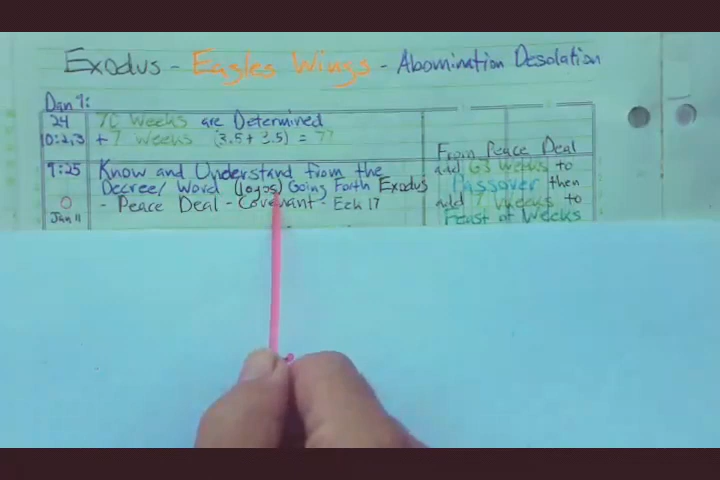 Exodus - Eagles Wings - Abomination Desolation
Dan 9:
24 70 Weeks are Determined
10:2,3 + 7 Weeks (3.5 + 3.5) = 77
9:25 Know and Understand from the
Decree/ Word (logos) Going Forth Exodus
0 - Peace Deal - Covenant - Ezk 17
Jan 11
From Peace Deal
add 63 Weeks to
Passover then
add 7 Weeks to
Feast of Weeks